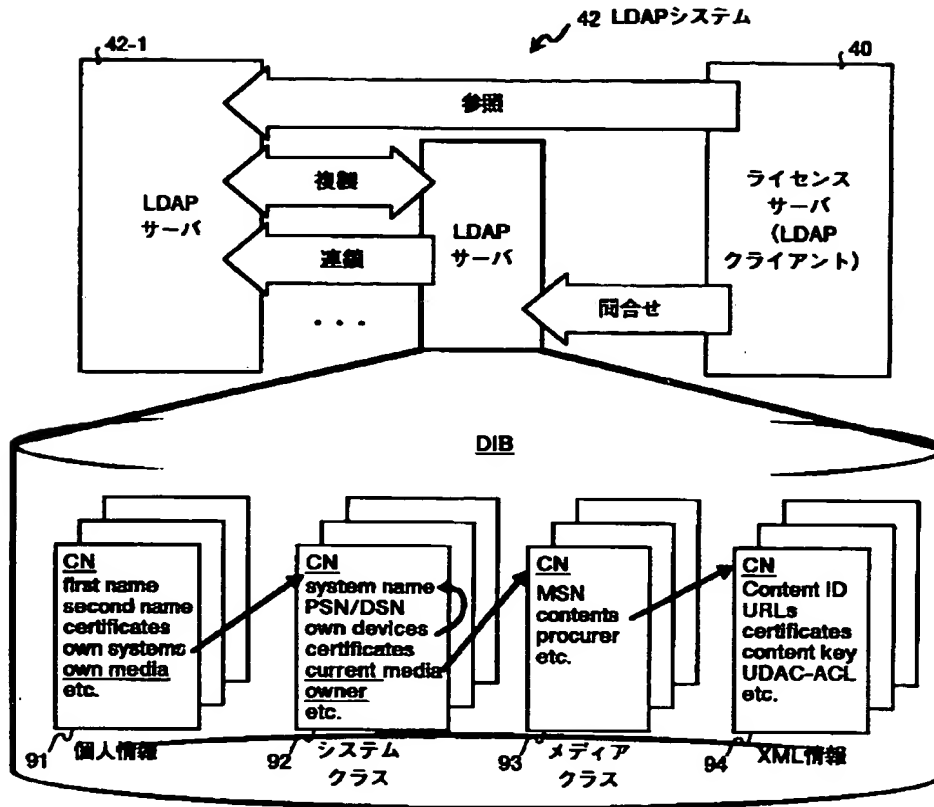 42 LDAPシステム
42-1
40
参照
複製
連鎖
問合せ
・・・
LDAP
サーバ
LDAP
サーバ
ライセンス
サーバ
(LDAP
クライアント)
DIB
CN
first name
second name
certificates
own systems
own media
etc.
CN
system name
PSN/DSN
own devices
certificates
current media
owner
etc.
CN
MSN
contents
procurer
etc.
CN
Content ID
URLs
certificates
content key
UDAC-ACL
etc.
91
個人情報
92
システム
クラス
93
メディア
クラス
94
XML情報